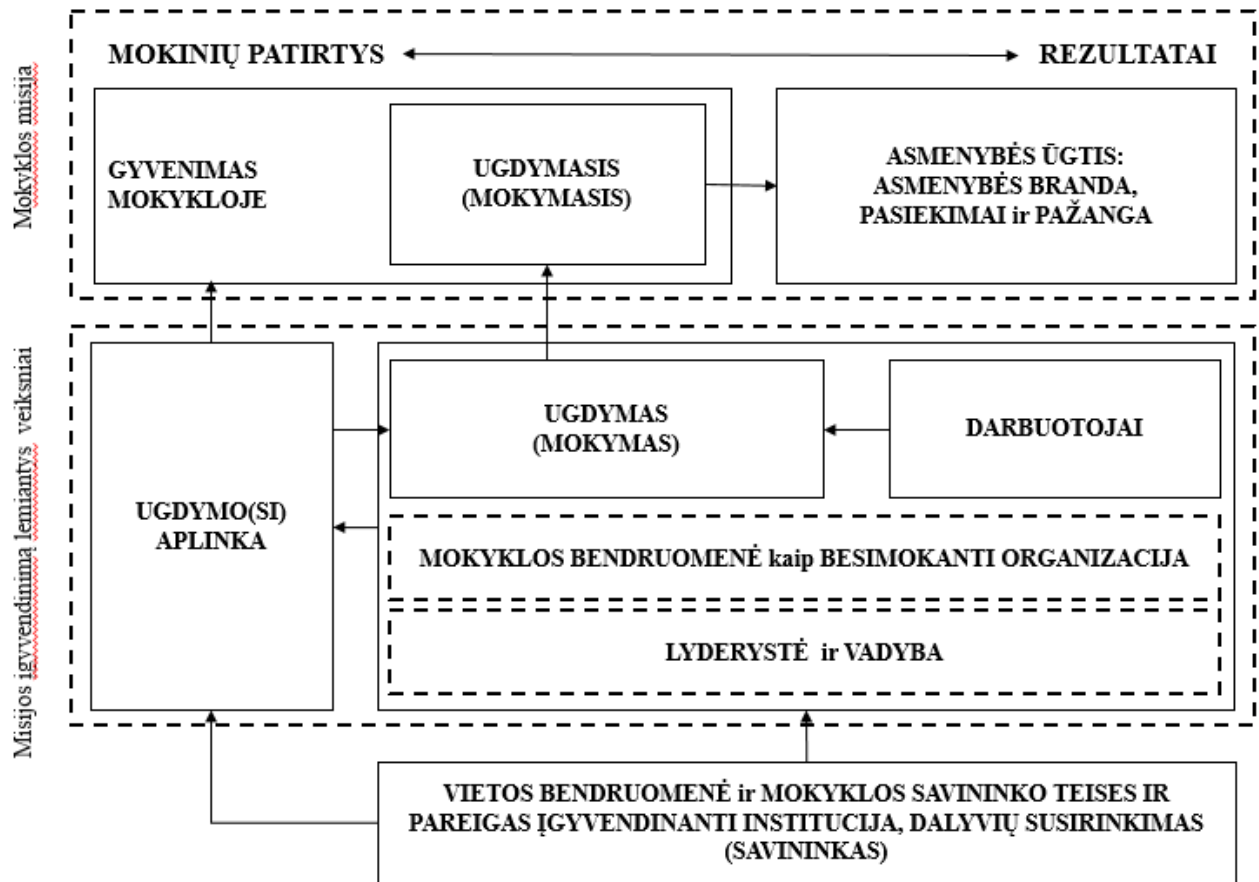 Mokyklos misija
MOKINIŲ PATIRTYS
REZULTATAI
GYVENIMAS
MOKYKLOJE
UGDYMASIS
(MOKYMASIS)
ASMENYBĖS ŪGTIS:
ASMENYBĖS BRANDA,
PASIEKIMAI ir PAŽANGA
Misijos įgyvendinimą lemiantys veiksniai
UGDYMO(SI)
APLINKA
UGDYMAS
(MOKYMAS)
DARBUOTOJAI
MOKYKLOS BENDRUOMENĖ kaip BESIMOKANTI ORGANIZACIJA
LYDERYSTĖ ir VADYBA
VIETOS BENDRUOMENĖ ir MOKYKLOS SAVININKO TEISES IR
PAREIGAS ĮGYVENDINANTI INSTITUCIJA, DALYVIŲ SUSIRINKIMAS
(SAVININKAS)